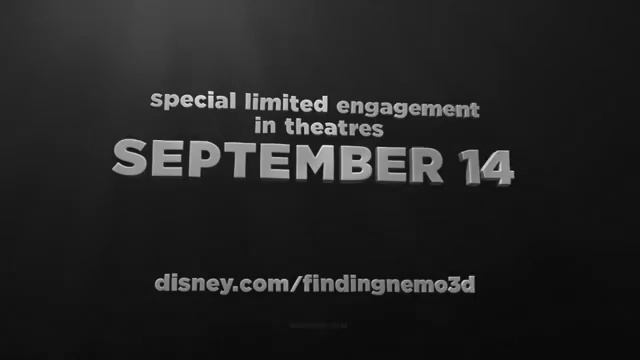 special limited engagement
in theatres
SEPTEMBER 14
disney.com/findingnemo3d